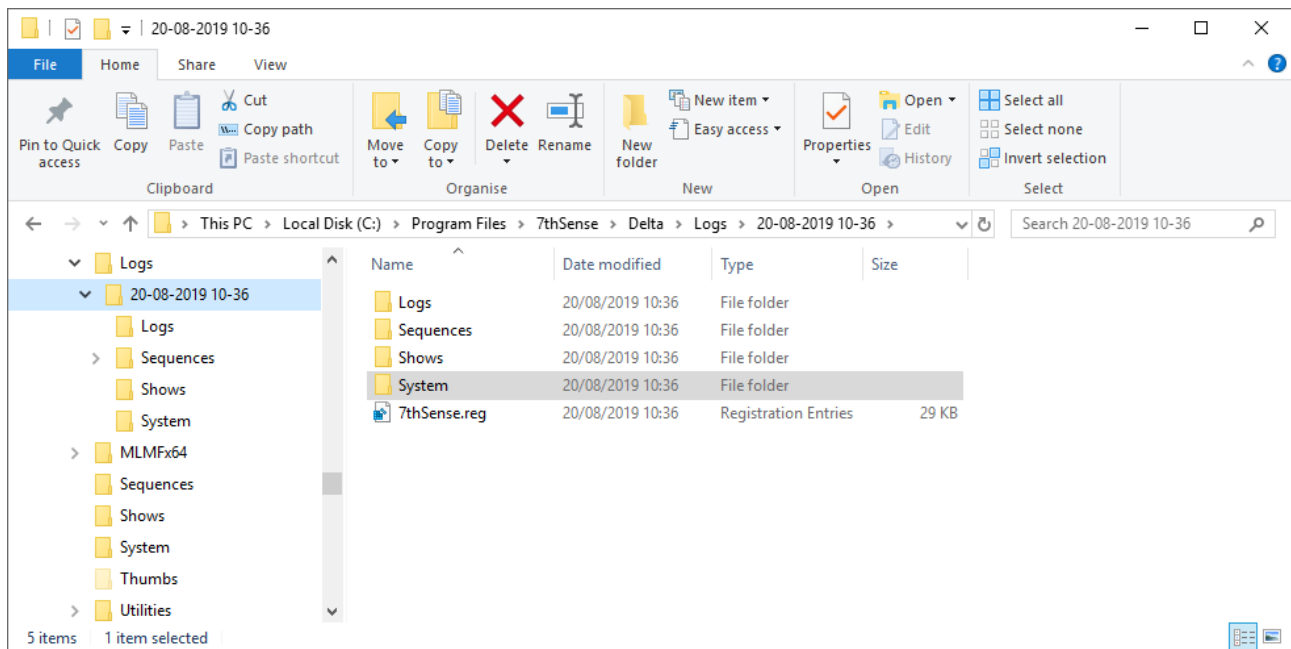 20-08-2019 10-36
File Home Share View
Pin to Quick access
Copy
Paste
Cut
Copy path
Paste shortcut
Clipboard
Move to
Copy to
Delete
Rename
Organise
New folder
New item
Easy access
New
Properties
Open
Edit
History
Open
Select all
Select none
Invert selection
Select
This PC > Local Disk (C:) > Program Files > 7thSense > Delta > Logs > 20-08-2019 10-36 >
Search 20-08-2019 10-36
Logs
20-08-2019 10-36
Logs
Sequences
Shows
System
MLMFx64
Sequences
Shows
System
Thumbs
Utilities
Name Date modified Type Size
Logs 20/08/2019 10:36 File folder
Sequences 20/08/2019 10:36 File folder
Shows 20/08/2019 10:36 File folder
System 20/08/2019 10:36 File folder
7thSense.reg 20/08/2019 10:36 Registration Entries 29 KB
5 items 1 item selected